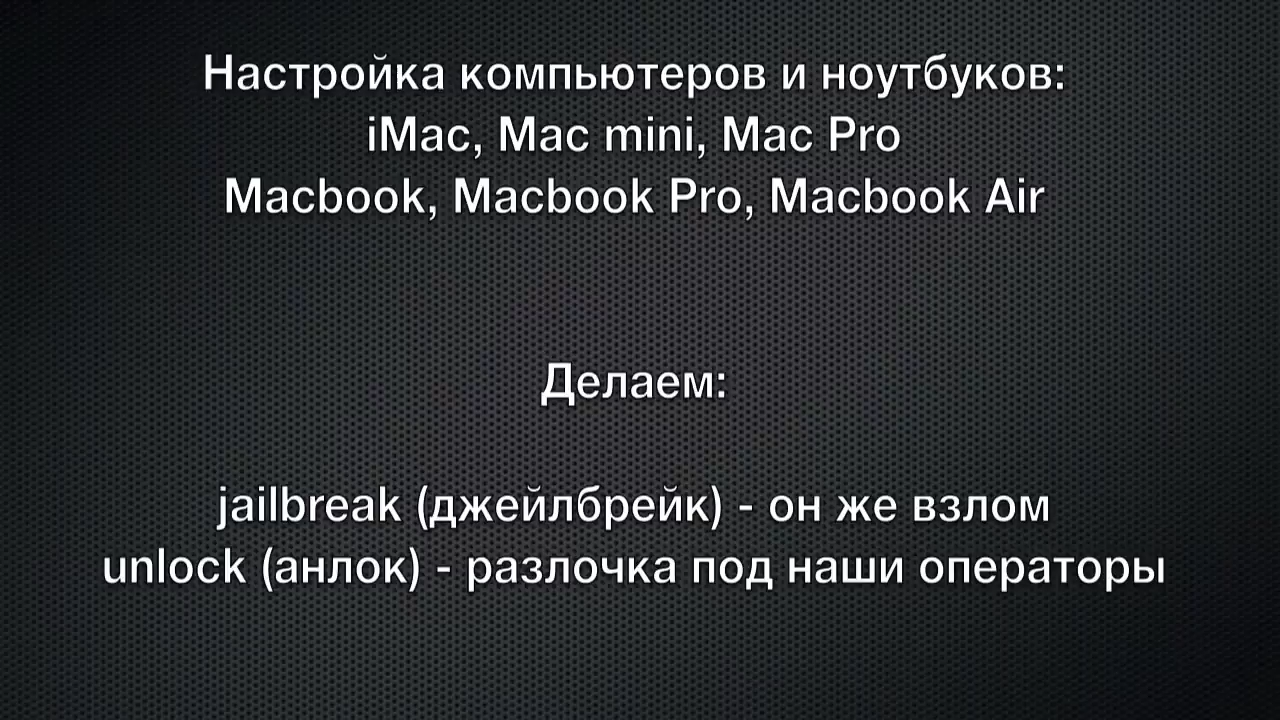 Настройка компьютеров и ноутбуков:
iMac, Mac mini, Mac Pro
Macbook, Macbook Pro, Macbook Air
Делаем:
jailbreak (джейлбрейк) - он же взлом
unlock (анлок) - разлочка под наши операторы